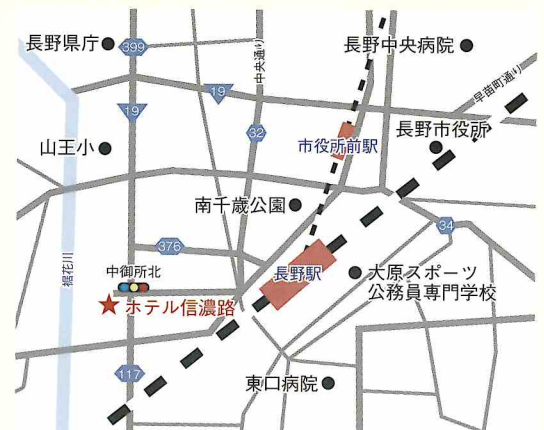 長野県庁
399
中央通り
長野中央病院
19
19
早苗町通り
32
山王小
市役所前駅
長野市役所
南千歳公園
34
376
裾花川
中御所北
長野駅
大原スポーツ
公務員専門学校
ホテル信濃路
117
東口病院